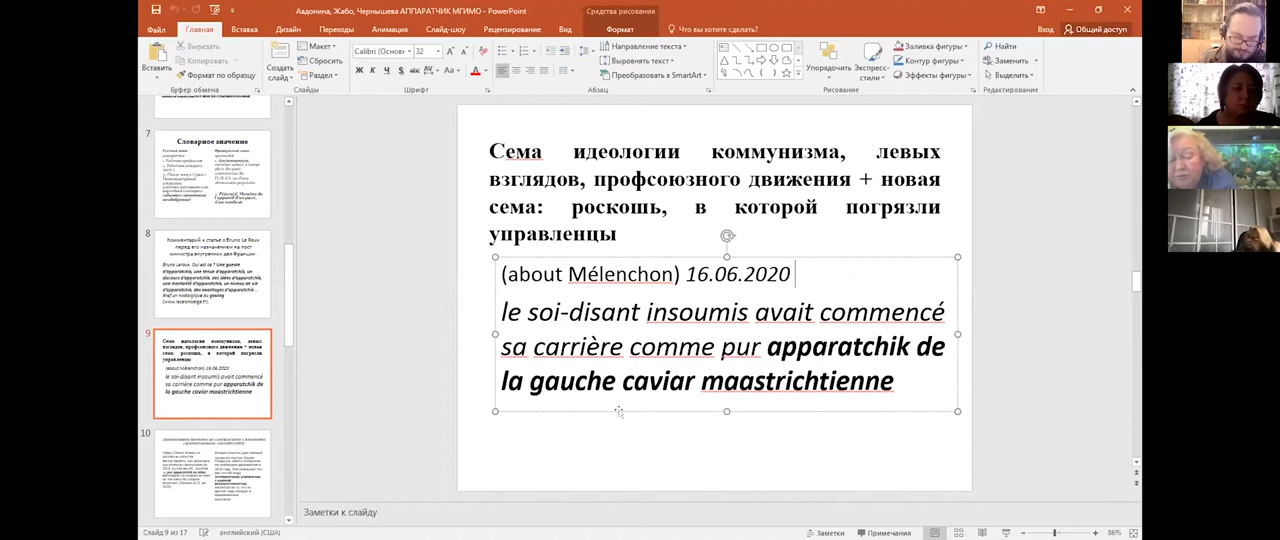 Авдонина, Жабо, Чернышева АППАРАТЧИК МГИМО - PowerPoint
Средства рисования
Файл
Главная
Вставка
Дизайн
Переходы
Анимация
Слайд-шоу
Рецензирование
Вид
Формат
Что вы хотите сделать?
Вход
Общий доступ
Вставить
Вырезать
Копировать
Формат по образцу
Буфер обмена
Создать слайд
Макет
Сбросить
Раздел
Слайды
Calibri (Основн
32
Шрифт
Направление текста
Выровнять текст
Преобразовать в SmartArt
Абзац
Упорядочить
Экспресс-стили
Заливка фигуры
Контур фигуры
Эффекты фигуры
Рисование
Найти
Заменить
Выделить
Редактирование
7
Словарное значение
8
9
10
Сема идеологии коммунизма, левых
взглядов, профсоюзного движения + новая
сема: роскошь, в которой погрязли
управленцы
(about Mélenchon) 16.06.2020
le soi-disant insoumis avait commencé
sa carrière comme pur apparatchik de
la gauche caviar maastrichtienne
Заметки к слайду
Слайд 9 из 17
английский (США)
Заметки
Примечания
86%